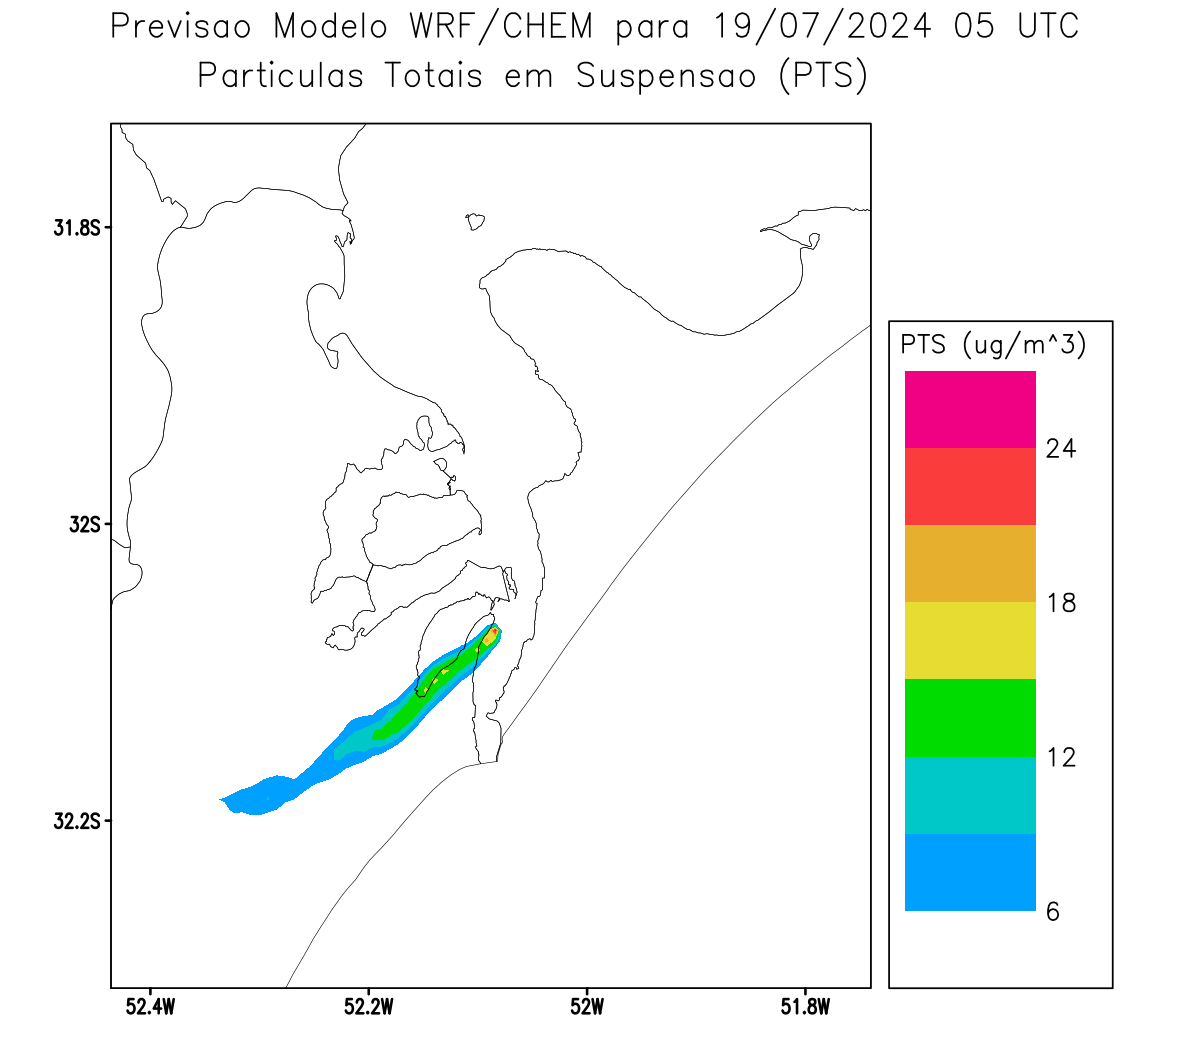 Previsao Modelo WRF/CHEM para 19/07/2024 05 UTC
Particulas Totais em Suspensao (PTS)
31.8S
32S
32.2S
52.4W
52.2W
52W
51.8W
PTS (ug/m^3)
24
18
12
6